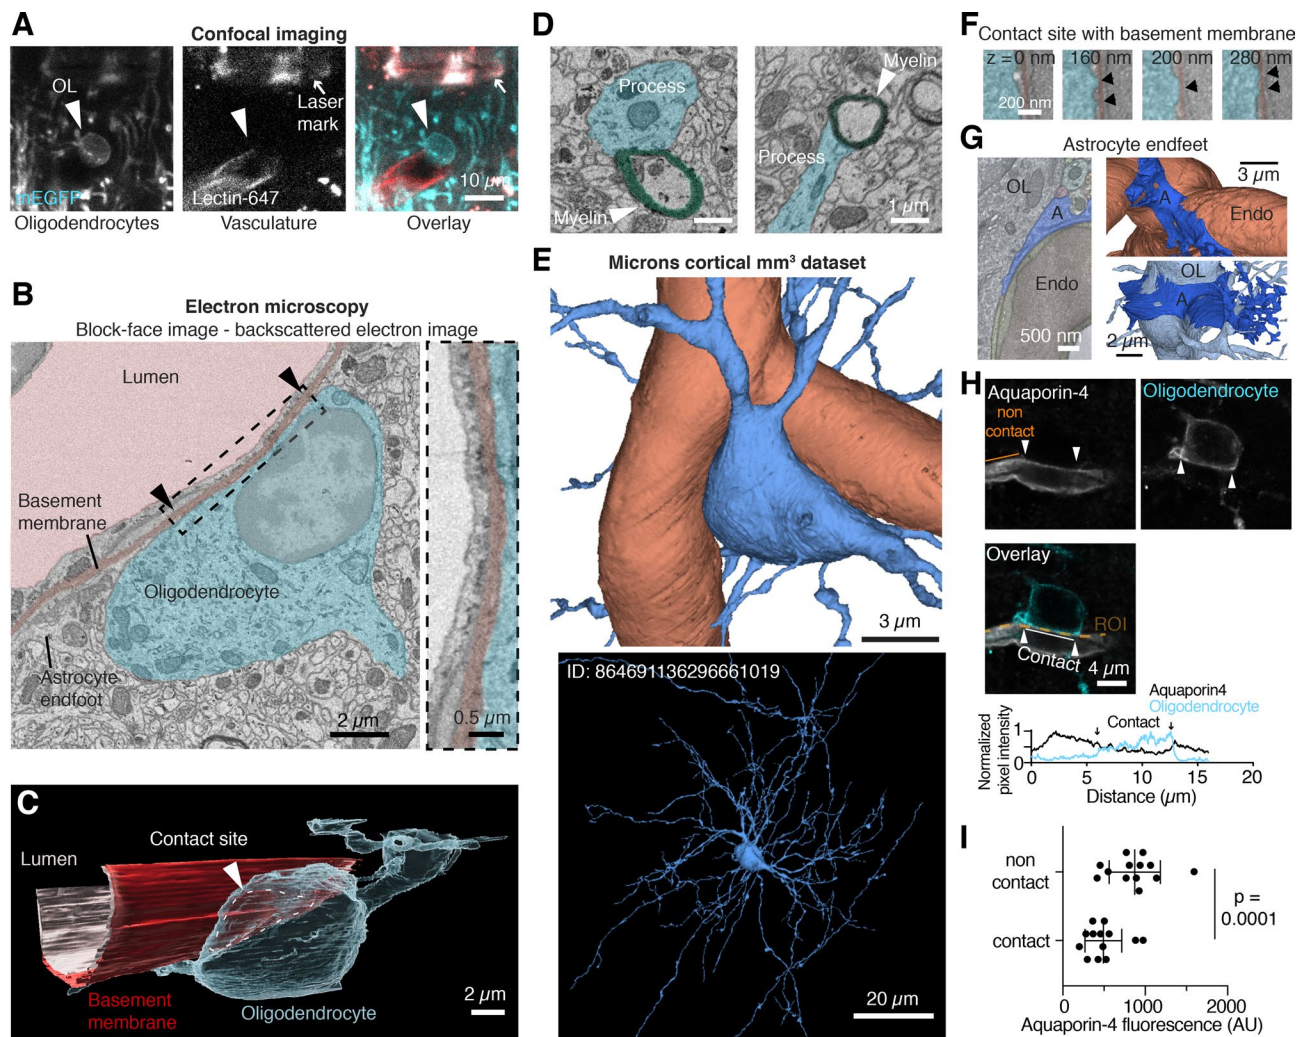 A
Confocal imaging
OL
Laser
mark
mEGFP
Lectin-647
10 µm
Oligodendrocytes
Vasculature
Overlay
B
Electron microscopy
Block-face image - backscattered electron image
Lumen
Basement
membrane
Oligodendrocyte
Astrocyte
endfoot
2 µm
0.5 µm
C
Contact site
Lumen
Basement
membrane
Oligodendrocyte
2 µm
D
Process
Myelin
Myelin
Process
1 µm
E
Microns cortical mm³ dataset
3 µm
ID: 864691136296661019
20 µm
F
Contact site with basement membrane
z = 0 nm
160 nm
200 nm
280 nm
200 nm
G
Astrocyte endfeet
OL
A
Endo
500 nm
3 µm
A
Endo
OL
A
2 µm
H
Aquaporin-4
non
contact
Oligodendrocyte
Overlay
ROI
Contact
4 µm
Aquaporin4
Oligodendrocyte
Contact
Normalized
pixel intensity
1
0
0 5 10 15 20
Distance (µm)
I
non
contact
contact
p =
0.0001
0 1000 2000
Aquaporin-4 fluorescence (AU)